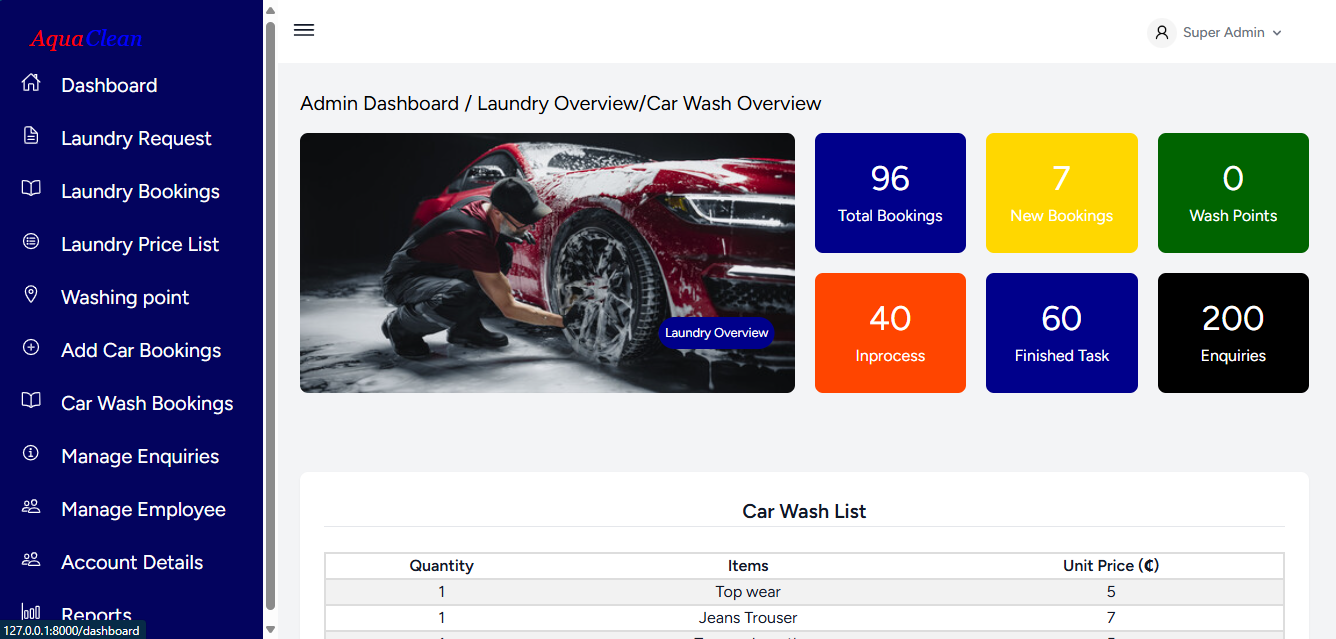 AquaClean
Dashboard
Laundry Request
Laundry Bookings
Laundry Price List
Washing point
Add Car Bookings
Car Wash Bookings
Manage Enquiries
Manage Employee
Account Details
Reports
127.0.0.1:8000/dashboard
Super Admin
Admin Dashboard / Laundry Overview/Car Wash Overview
Laundry Overview
96
Total Bookings
7
New Bookings
0
Wash Points
40
Inprocess
60
Finished Task
200
Enquiries
Car Wash List
Quantity Items Unit Price (₵)
1 Top wear 5
1 Jeans Trouser 7